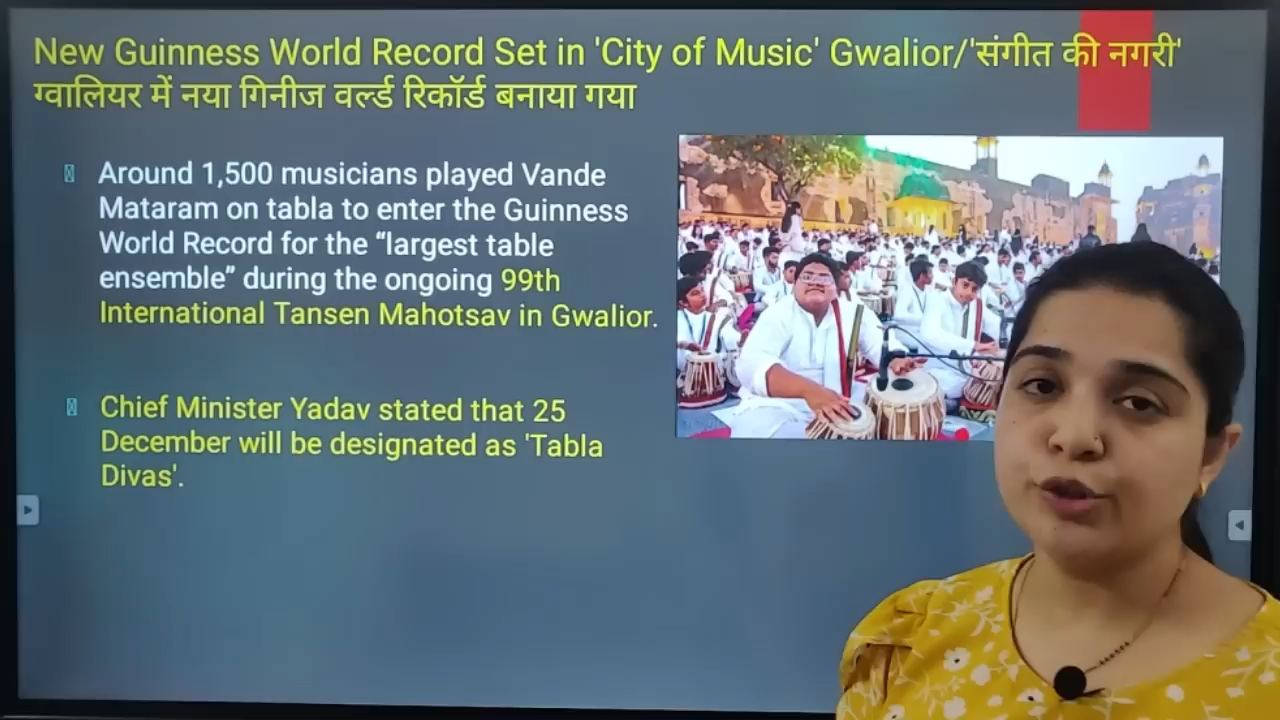 New Guinness World Record Set in 'City of Music' Gwalior/'संगीत की नगरी'
ग्वालियर में नया गिनीज वर्ल्ड रिकॉर्ड बनाया गया
Around 1,500 musicians played Vande
Mataram on tabla to enter the Guinness
World Record for the “largest table
ensemble” during the ongoing 99th
International Tansen Mahotsav in Gwalior.
Chief Minister Yadav stated that 25
December will be designated as 'Tabla
Divas'.